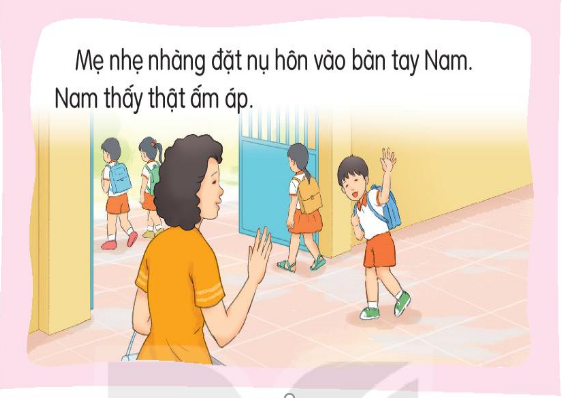 Mẹ nhẹ nhàng đặt nụ hôn vào bàn tay Nam.
Nam thấy thật ấm áp.